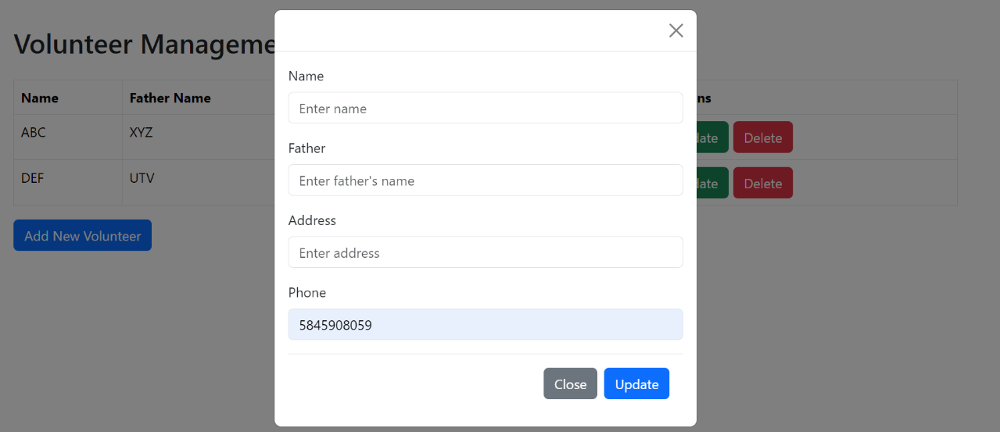 Volunteer Manageme
Name Father Name ns
ABC XYZ date Delete
DEF UTV date Delete
Add New Volunteer
Name
Enter name
Father
Enter father's name
Address
Enter address
Phone
5845908059
Close Update